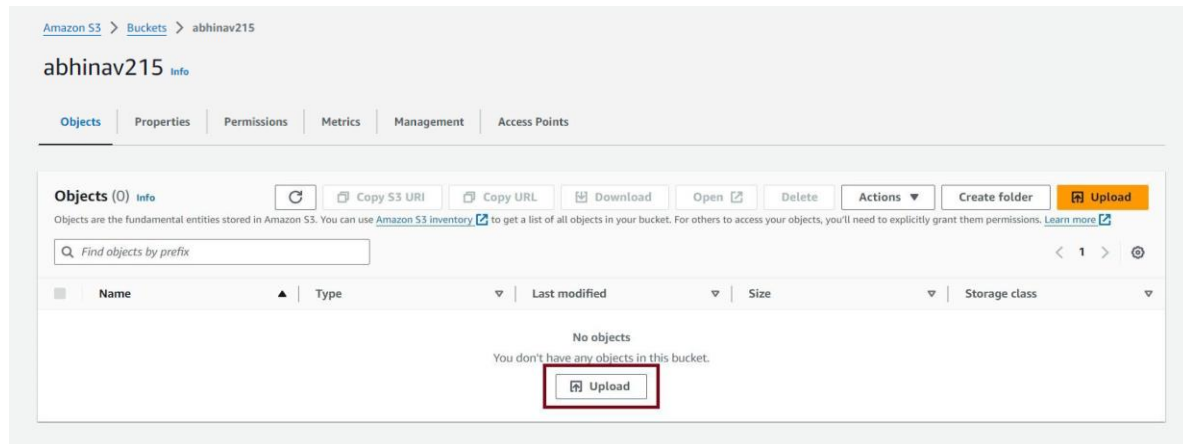 Amazon S3 > Buckets > abhinav215
abhinav215 Info
Objects Properties Permissions Metrics Management Access Points
Objects (0) Info Copy S3 URI Copy URL Download Open Delete Actions Create folder Upload
Objects are the fundamental entities stored in Amazon S3. You can use Amazon S3 inventory to get a list of all objects in your bucket. For others to access your objects, you'll need to explicitly grant them permissions. Learn more
Find objects by prefix < 1 >
Name Type Last modified Size Storage class
No objects
You don't have any objects in this bucket.
Upload